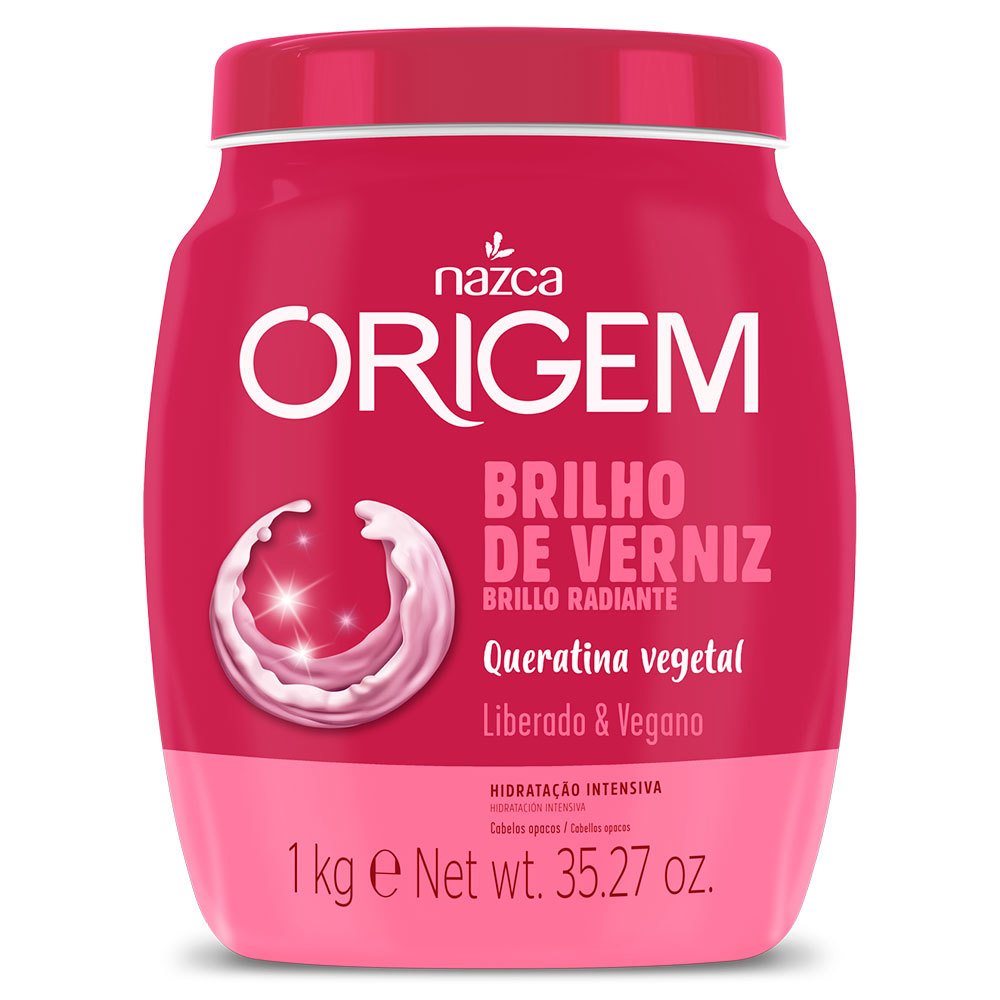 nazca
ORIGEM
BRILHO
DE VERNIZ
BRILLO RADIANTE
Queratina vegetal
Liberado & Vegano
HIDRATAÇÃO INTENSIVA
HIDRATACIÓN INTENSIVA
Cabelos opacos / Cabellos opacos
1 kg ℮ Net wt. 35.27 oz.